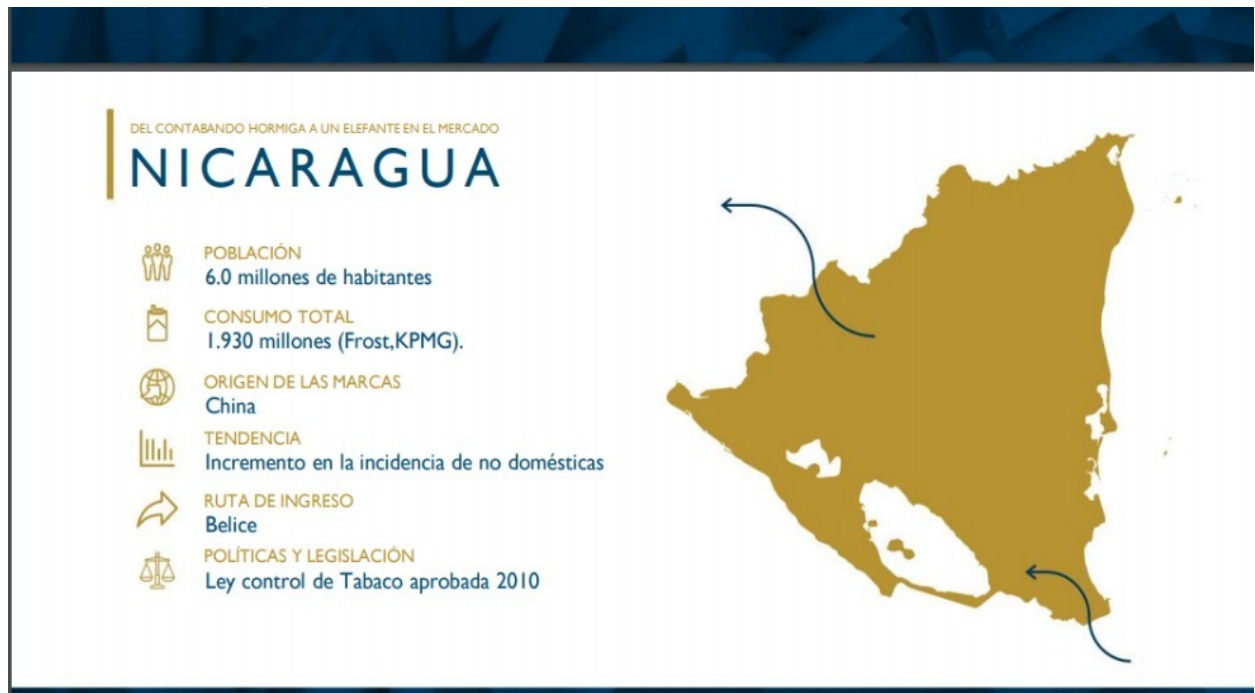 DEL CONTABANDO HORMIGA A UN ELEFANTE EN EL MERCADO
NICARAGUA
POBLACIÓN
6.0 millones de habitantes
CONSUMO TOTAL
1.930 millones (Frost,KPMG).
ORIGEN DE LAS MARCAS
China
TENDENCIA
Incremento en la incidencia de no domésticas
RUTA DE INGRESO
Belice
POLÍTICAS Y LEGISLACIÓN
Ley control de Tabaco aprobada 2010